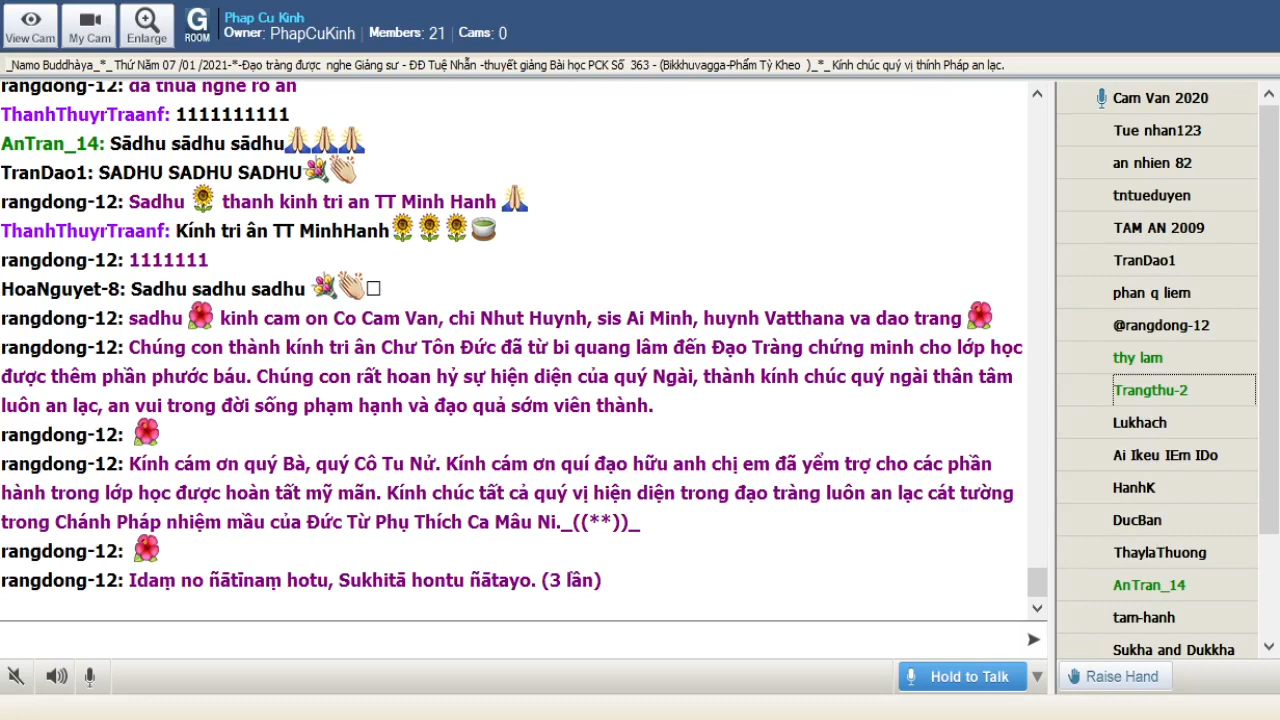 View Cam
My Cam
Enlarge
G
ROOM
Phap Cu Kinh
Owner: PhapCuKinh | Members: 21 | Cams: 0
_Namo Buddhàya_*_ Thứ Năm 07 /01 /2021-*-Đạo tràng được nghe Giảng sư - ĐĐ Tuệ Nhẫn -thuyết giảng Bài học PCK Số 363 - (Bikkhuvagga-Phẩm Tỳ Kheo )_*_ Kính chúc quý vị thính Pháp an lạc.
rangdong-12: da thua nghe ro an
ThanhThuyrTraanf: 1111111111
AnTran_14: Sādhu sādhu sādhu🙏🙏🙏
TranDao1: SADHU SADHU SADHU💐👏
rangdong-12: Sadhu 🌻 thanh kinh tri an TT Minh Hanh 🙏
ThanhThuyrTraanf: Kính tri ân TT MinhHanh🌻🌻🌻🍵
rangdong-12: 1111111
HoaNguyet-8: Sadhu sadhu sadhu 💐👏□
rangdong-12: sadhu 🌺 kinh cam on Co Cam Van, chi Nhut Huynh, sis Ai Minh, huynh Vatthana va dao trang 🌺
rangdong-12: Chúng con thành kính tri ân Chư Tôn Đức đã từ bi quang lâm đến Đạo Tràng chứng minh cho lớp học
được thêm phần phước báu. Chúng con rất hoan hỷ sự hiện diện của quý Ngài, thành kính chúc quý ngài thân tâm
luôn an lạc, an vui trong đời sống phạm hạnh và đạo quả sớm viên thành.
rangdong-12: 🌺
rangdong-12: Kính cám ơn quý Bà, quý Cô Tu Nử. Kính cám ơn quí đạo hữu anh chị em đã yểm trợ cho các phần
hành trong lớp học được hoàn tất mỹ mãn. Kính chúc tất cả quý vị hiện diện trong đạo tràng luôn an lạc cát tường
trong Chánh Pháp nhiệm mầu của Đức Từ Phụ Thích Ca Mâu Ni._((**))_
rangdong-12: 🌺
rangdong-12: Idaṃ no ñātīnaṃ hotu, Sukhitā hontu ñātayo. (3 lần)
Cam Van 2020
Tue nhan123
an nhien 82
tntueduyen
TAM AN 2009
TranDao1
phan q liem
@rangdong-12
thy lam
Trangthu-2
Lukhach
Ai Ikeu IEm IDo
HanhK
DucBan
ThaylaThuong
AnTran_14
tam-hanh
Sukha and Dukkha
Hold to Talk
Raise Hand